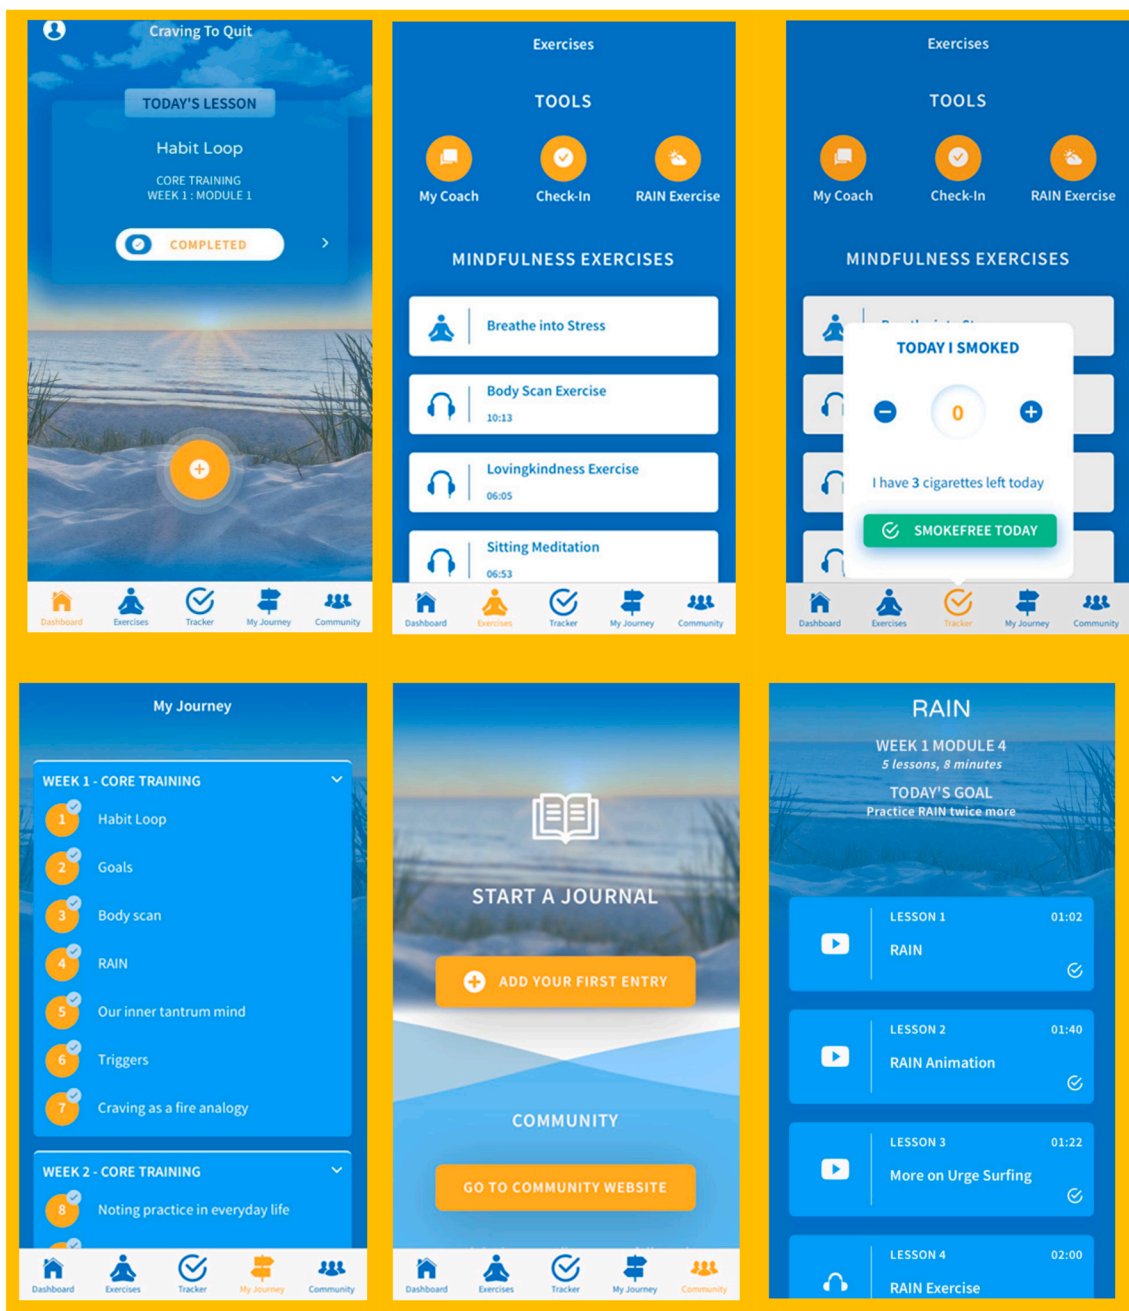 Craving To Quit
TODAY'S LESSON
Habit Loop
CORE TRAINING
WEEK 1 : MODULE 1
COMPLETED
Dashboard
Exercises
Tracker
My Journey
Community
Exercises
TOOLS
My Coach
Check-In
RAIN Exercise
MINDFULNESS EXERCISES
Breathe into Stress
Body Scan Exercise
10:13
Lovingkindness Exercise
06:05
Sitting Meditation
06:53
Dashboard
Exercises
Tracker
My Journey
Community
Exercises
TOOLS
My Coach
Check-In
RAIN Exercise
MINDFULNESS EXERCISES
TODAY I SMOKED
0
I have 3 cigarettes left today
SMOKEFREE TODAY
Dashboard
Exercises
Tracker
My Journey
Community
My Journey
WEEK 1 - CORE TRAINING
1 Habit Loop
2 Goals
3 Body scan
4 RAIN
5 Our inner tantrum mind
6 Triggers
7 Craving as a fire analogy
WEEK 2 - CORE TRAINING
8 Noting practice in everyday life
Dashboard
Exercises
Tracker
My Journey
Community
START A JOURNAL
ADD YOUR FIRST ENTRY
COMMUNITY
GO TO COMMUNITY WEBSITE
Dashboard
Exercises
Tracker
My Journey
Community
RAIN
WEEK 1 MODULE 4
5 lessons, 8 minutes
TODAY'S GOAL
Practice RAIN twice more
LESSON 1 01:02
RAIN
LESSON 2 01:40
RAIN Animation
LESSON 3 01:22
More on Urge Surfing
LESSON 4 02:00
RAIN Exercise